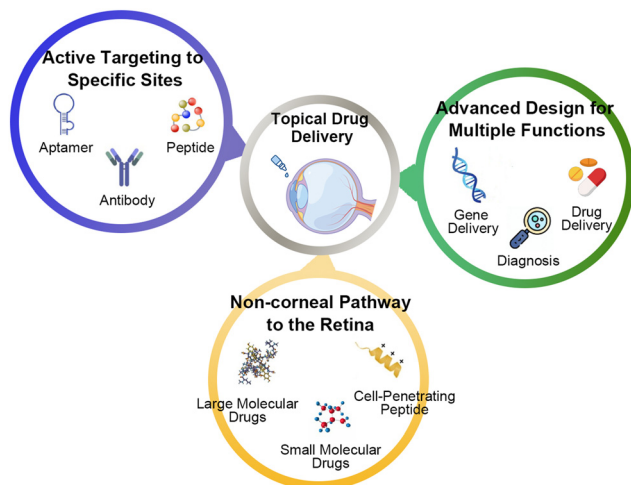 Active Targeting to
Specific Sites
Aptamer
Peptide
Antibody
Topical Drug
Delivery
Advanced Design for
Multiple Functions
Gene
Delivery
Drug
Delivery
Diagnosis
Non-corneal Pathway
to the Retina
Large Molecular
Drugs
Cell-Penetrating
Peptide
Small Molecular
Drugs